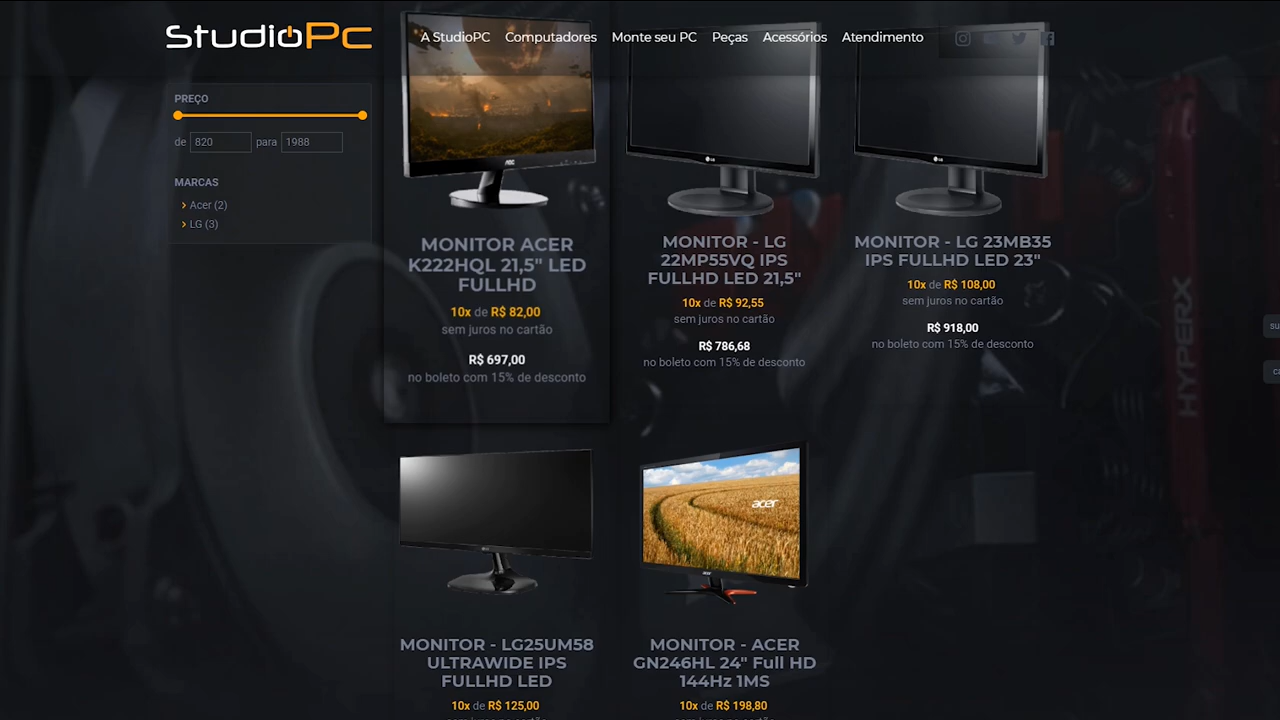 StudioPc
A StudioPC Computadores Monte seu PC Peças Acessórios Atendimento
PREÇO
de 820 para 1988
MARCAS
Acer (2)
LG (3)
AOC
MONITOR ACER
K222HQL 21,5" LED
FULLHD
10x de R$ 82,00
sem juros no cartão
R$ 697,00
no boleto com 15% de desconto
LG
MONITOR - LG
22MP55VQ IPS
FULLHD LED 21,5"
10x de R$ 92,55
sem juros no cartão
R$ 786,68
no boleto com 15% de desconto
LG
MONITOR - LG 23MB35
IPS FULLHD LED 23"
10x de R$ 108,00
sem juros no cartão
R$ 918,00
no boleto com 15% de desconto
HYPERX
MONITOR - LG25UM58
ULTRAWIDE IPS
FULLHD LED
10x de R$ 125,00
acer
acer
MONITOR - ACER
GN246HL 24" Full HD
144Hz 1MS
10x de R$ 198,80